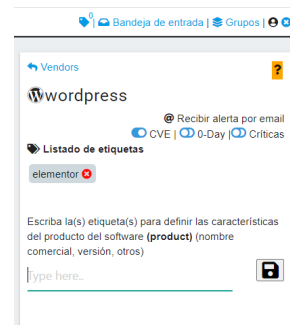 0
| Bandeja de entrada | Grupos |
Vendors
?
wordpress
@ Recibir alerta por email
CVE | 0-Day | Críticas
Listado de etiquetas
elementor
Escriba la(s) etiqueta(s) para definir las características
del producto del software (product) (nombre
comercial, versión, otros)
Type here..